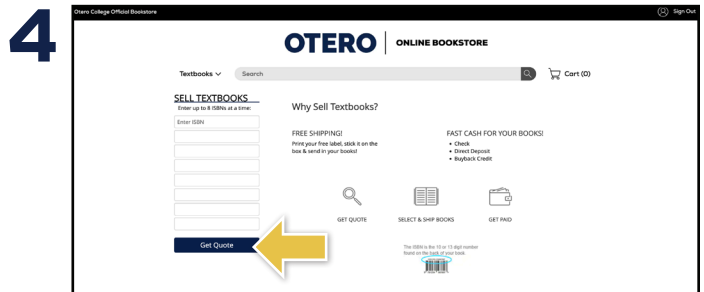 4
Otero College Official Bookstore
Sign Out
OTERO ONLINE BOOKSTORE
Textbooks
Search
Cart (0)
SELL TEXTBOOKS
Enter up to 8 ISBNs at a time:
Enter ISBN
Get Quote
Why Sell Textbooks?
FREE SHIPPING!
Print your free label, stick it on the
box & send in your books!
FAST CASH FOR YOUR BOOKS!
• Check
• Direct Deposit
• Buyback Credit
GET QUOTE
SELECT & SHIP BOOKS
GET PAID
The ISBN is the 10 or 13 digit number
found on the back of your book.